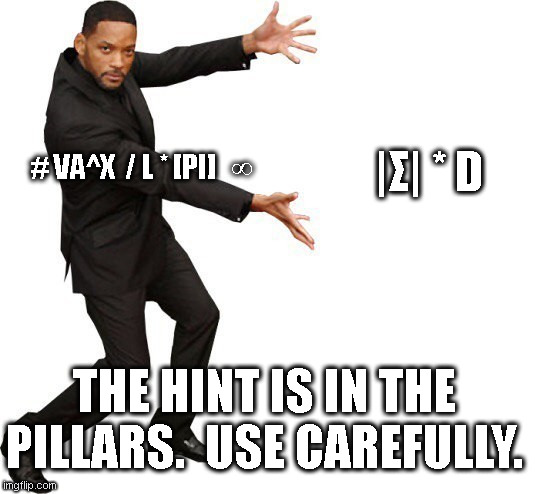 # VA^X / L * [PI] ∞
|Σ| * D
THE HINT IS IN THE
PILLARS. USE CAREFULLY.
imgflip.com